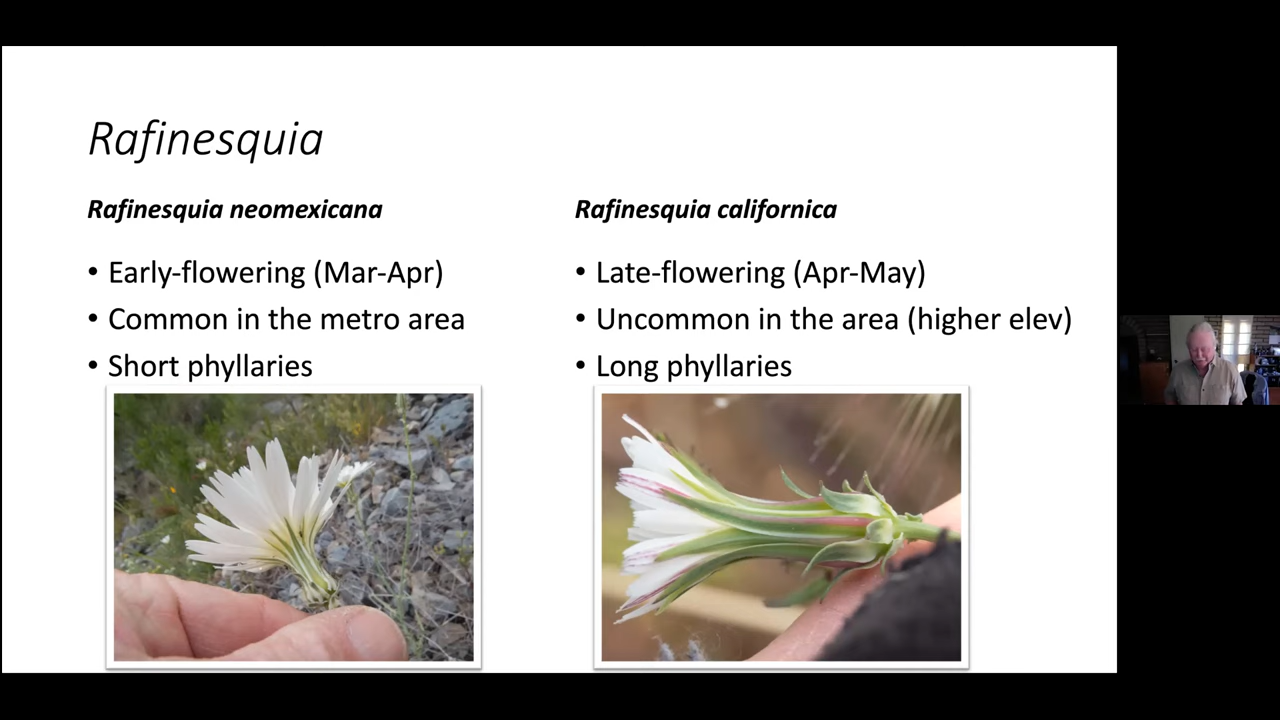 Rafinesquia
Rafinesquia neomexicana
• Early-flowering (Mar-Apr)
• Common in the metro area
• Short phyllaries
Rafinesquia californica
• Late-flowering (Apr-May)
• Uncommon in the area (higher elev)
• Long phyllaries